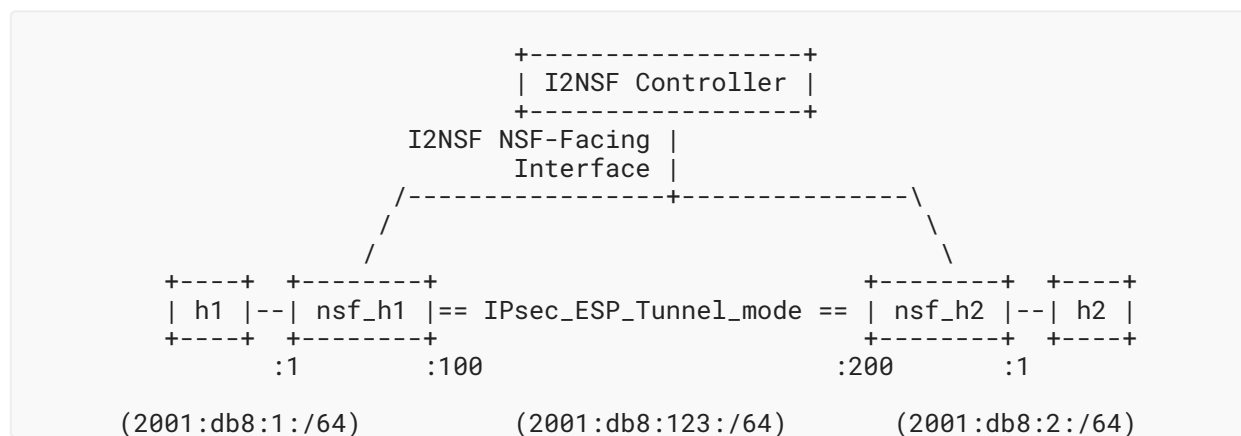 +------------------+
| I2NSF Controller |
+------------------+
I2NSF NSF-Facing |
Interface |
/-----------------+---------------\
/ \
/ \
+----+ +--------+ +--------+ +----+
| h1 |--| nsf_h1 |== IPsec_ESP_Tunnel_mode == | nsf_h2 |--| h2 |
+----+ +--------+ +--------+ +----+
:1 :100 :200 :1
(2001:db8:1:/64) (2001:db8:123:/64) (2001:db8:2:/64)